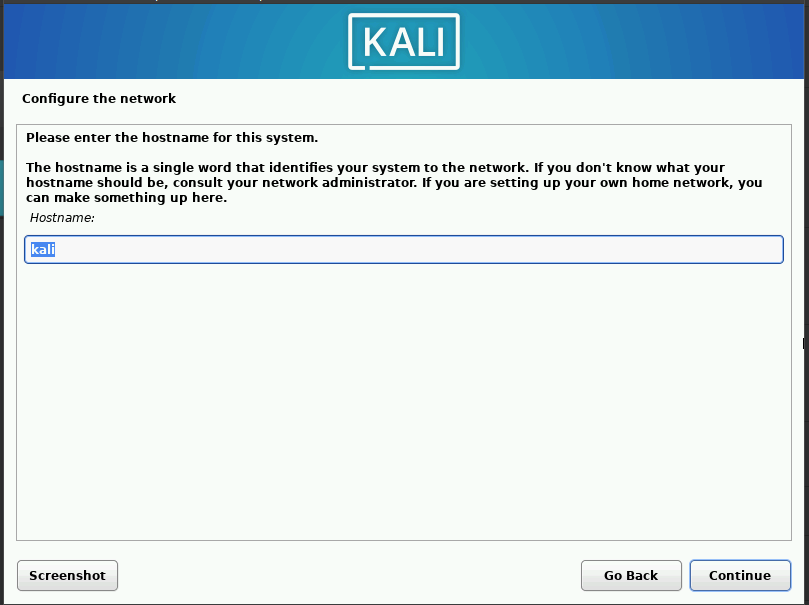 KALI
Configure the network
Please enter the hostname for this system.
The hostname is a single word that identifies your system to the network. If you don't know what your
hostname should be, consult your network administrator. If you are setting up your own home network, you
can make something up here.
Hostname:
kali
Screenshot
Go Back
Continue